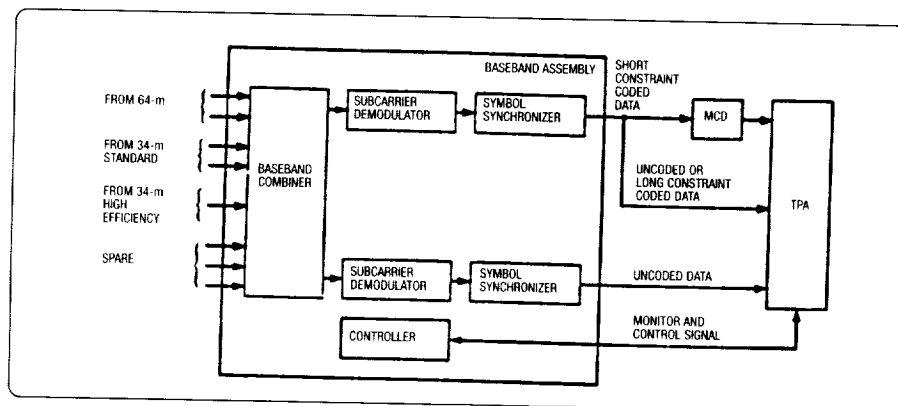 BASEBAND ASSEMBLY
SHORT
CONSTRAINT
CODED
DATA
FROM 64-m
SUBCARRIER
DEMODULATOR
SYMBOL
SYNCHRONIZER
MCD
FROM 34-m
STANDARD
BASEBAND
COMBINER
UNCODED OR
LONG CONSTRAINT
CODED DATA
TPA
FROM 34-m
HIGH
EFFICIENCY
SPARE
SUBCARRIER
DEMODULATOR
SYMBOL
SYNCHRONIZER
UNCODED DATA
CONTROLLER
MONITOR AND
CONTROL SIGNAL